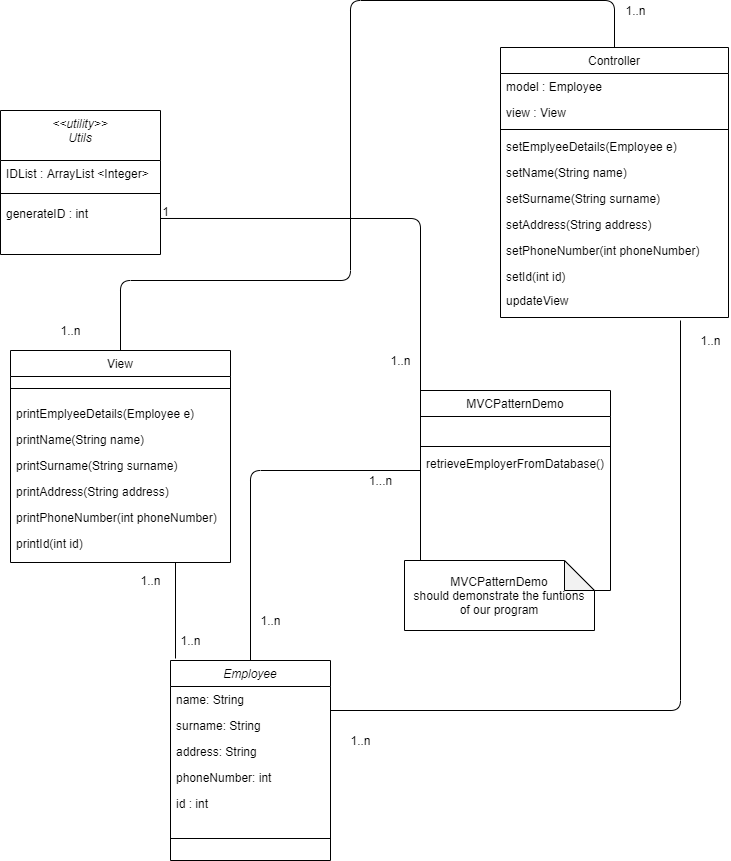 1..n
Controller
model : Employee
view : View
setEmplyeeDetails(Employee e)
setName(String name)
setSurname(String surname)
setAddress(String address)
setPhoneNumber(int phoneNumber)
setId(int id)
updateView
1..n
<<utility>>
Utils
IDList : ArrayList <Integer>
generateID : int
1
1..n
View
printEmplyeeDetails(Employee e)
printName(String name)
printSurname(String surname)
printAddress(String address)
printPhoneNumber(int phoneNumber)
printId(int id)
1..n
1..n
MVCPatternDemo
retrieveEmployerFromDatabase()
1...n
MVCPatternDemo
should demonstrate the funtions
of our program
1..n
1..n
Employee
name: String
surname: String
address: String
phoneNumber: int
id : int
1..n